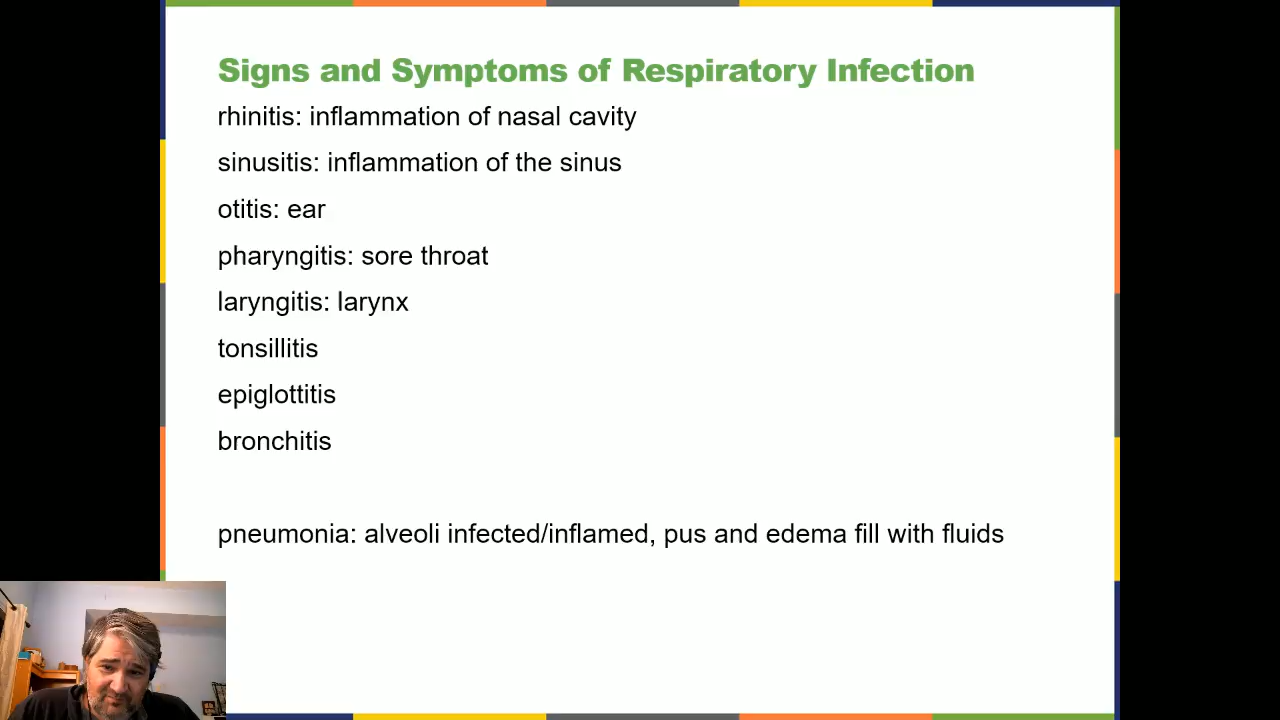 Signs and Symptoms of Respiratory Infection
rhinitis: inflammation of nasal cavity
sinusitis: inflammation of the sinus
otitis: ear
pharyngitis: sore throat
laryngitis: larynx
tonsillitis
epiglottitis
bronchitis
pneumonia: alveoli infected/inflamed, pus and edema fill with fluids